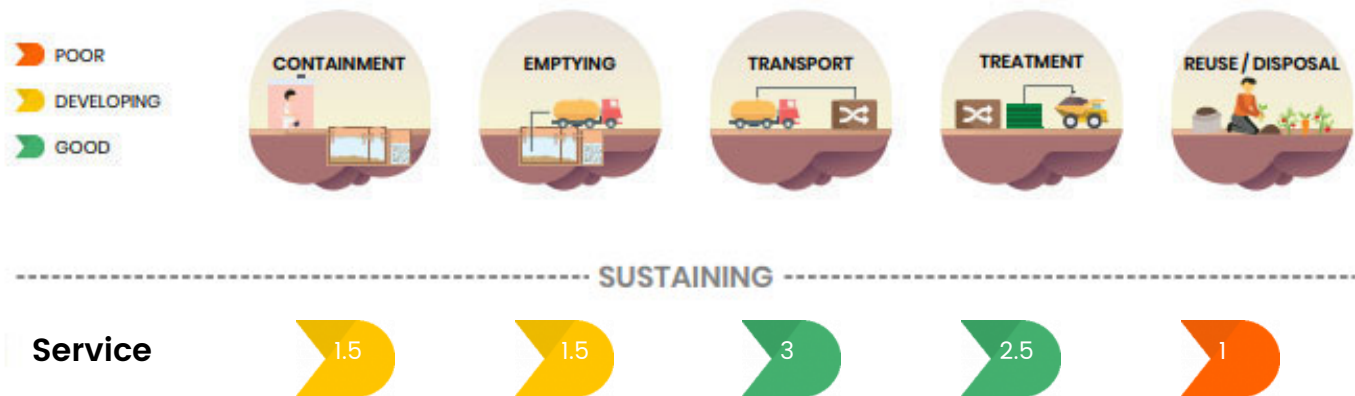 POOR
DEVELOPING
GOOD
CONTAINMENT
EMPTYING
TRANSPORT
TREATMENT
REUSE / DISPOSAL
SUSTAINING
Service
1.5
1.5
3
2.5
1